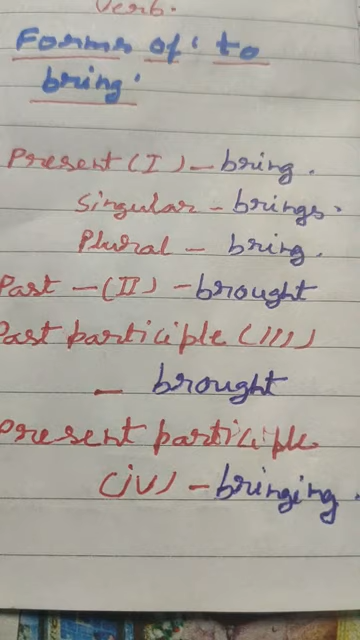 Verb.
Forms of 'to
bring'
Present (I) - bring.
Singular - brings.
Plural - bring.
Past - (II) - brought
Past participle (III)
- brought
Present participle
(iv) - bringing.